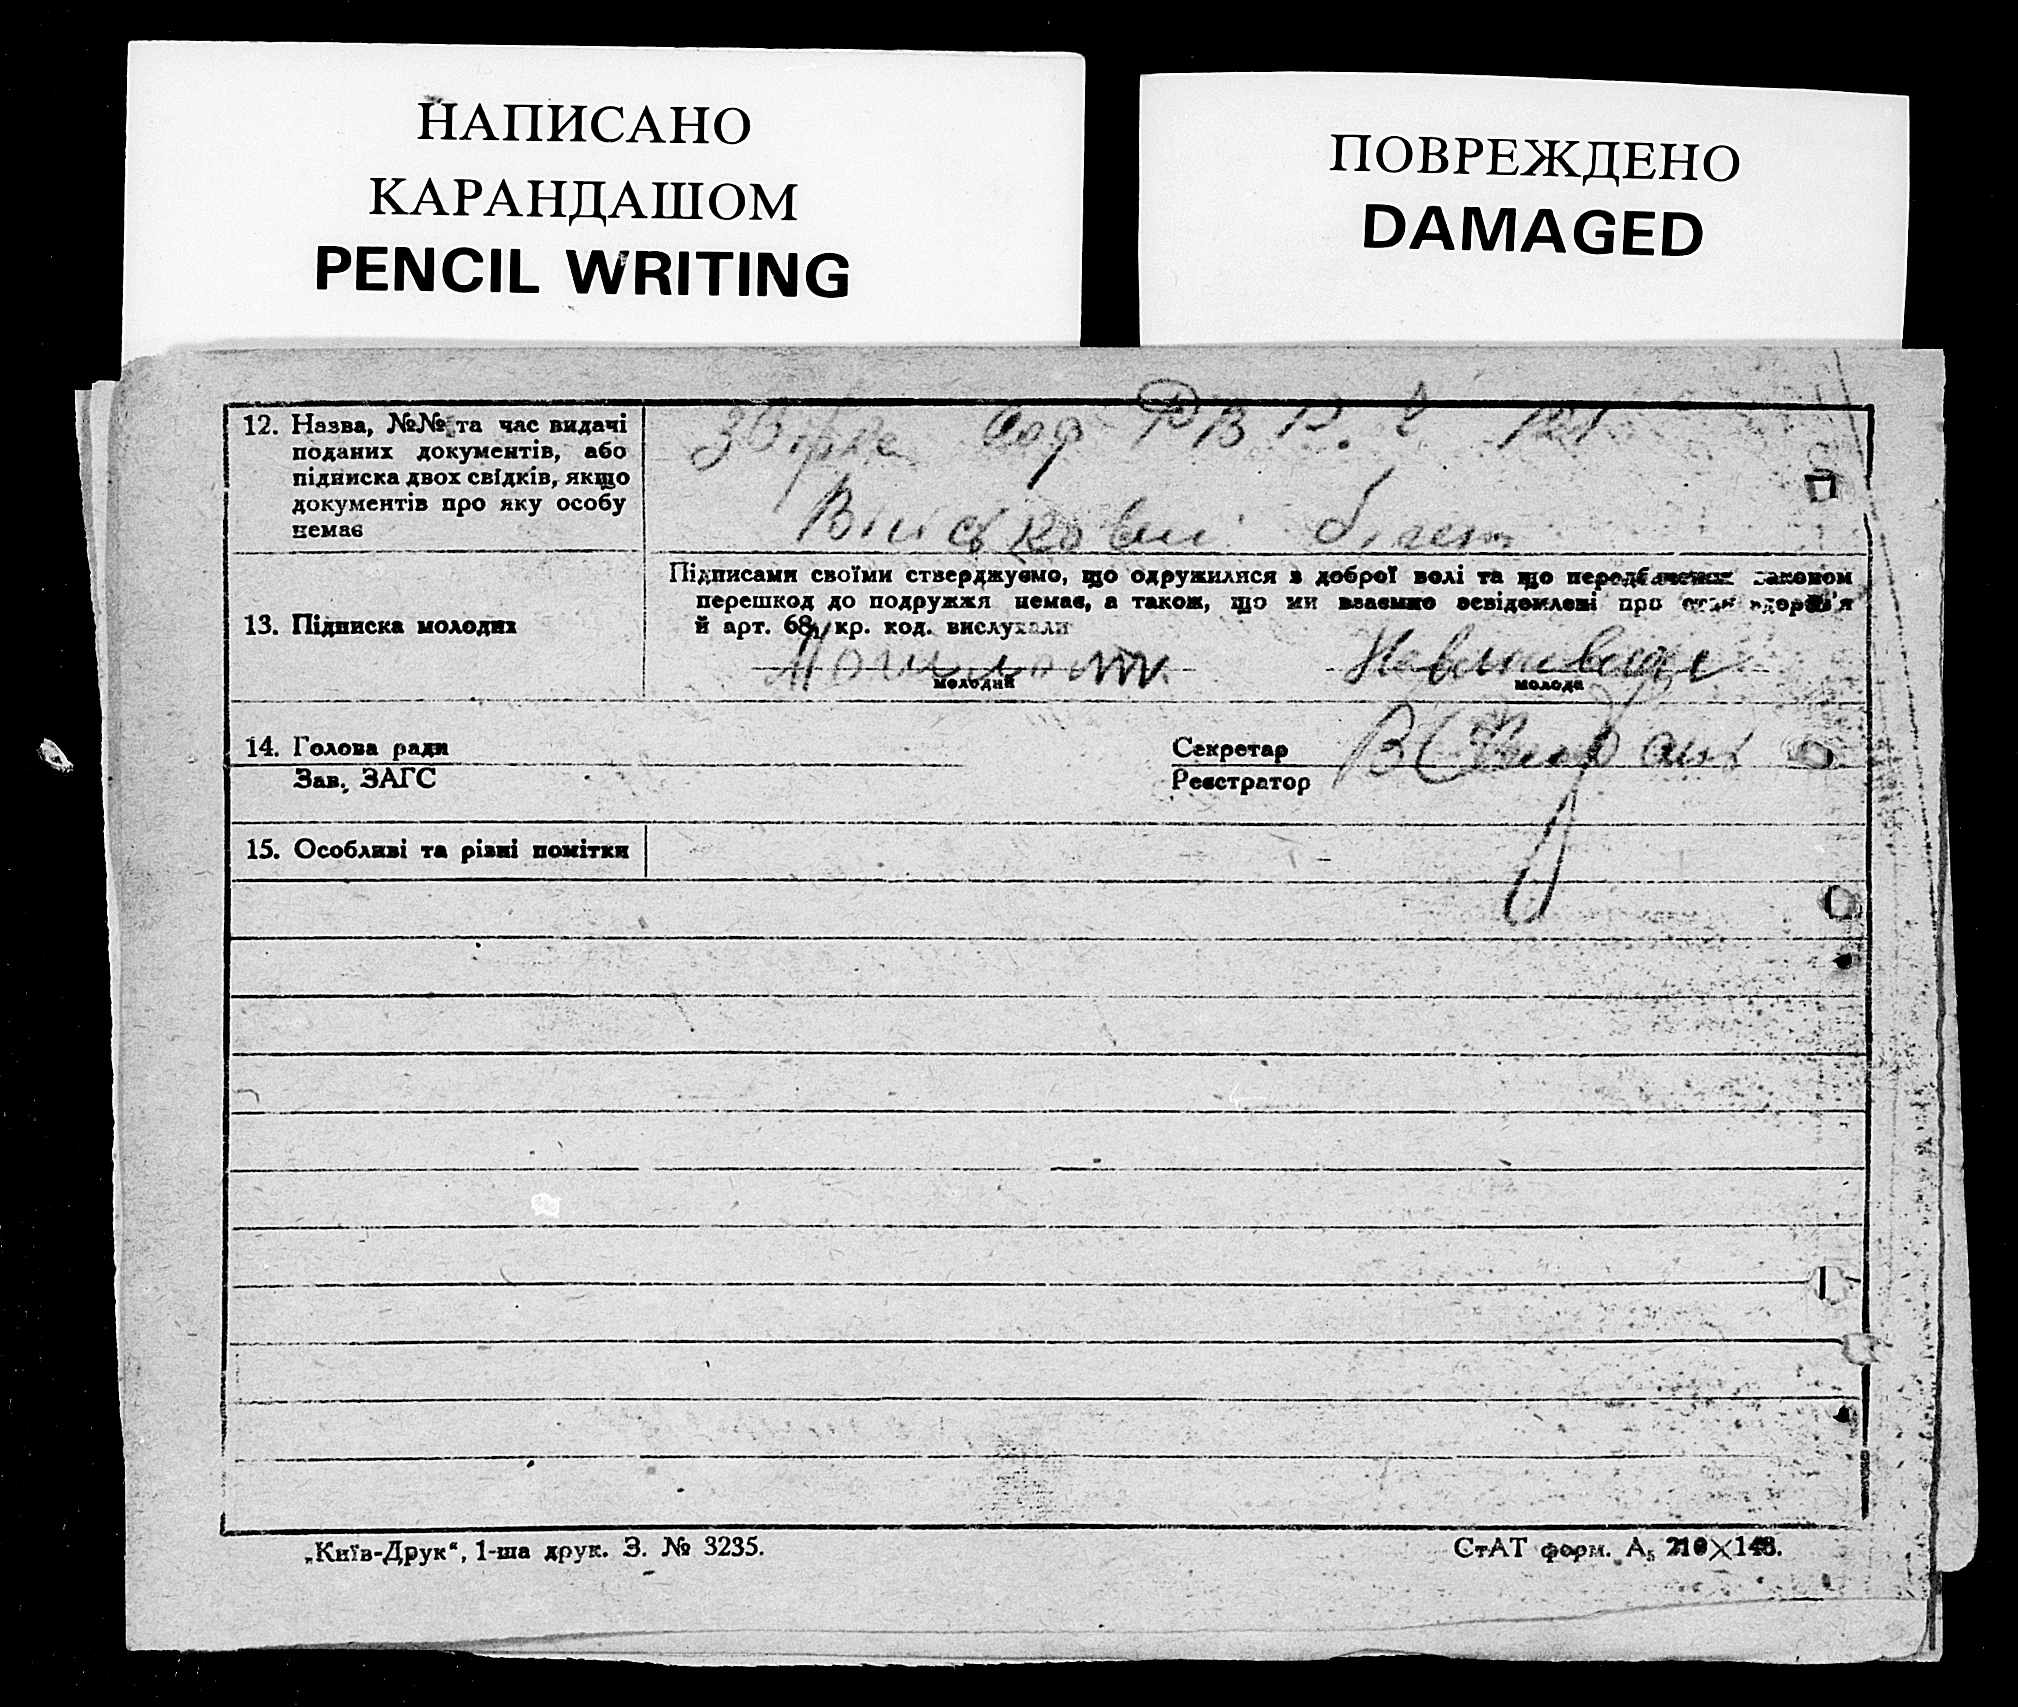 НАПИСАНО
КАРАНДАШОМ
PENCIL WRITING
ПОВРЕЖДЕНО
DAMAGED
12. Назва, №№ та час видачі
поданих документів, або
підписка двох свідків, якщо
документів про яку особу
немає
Військовий білет
13. Підписка молодих
Підписами своїми стверджуємо, що одружилися з доброї волі та що передбачених законом
перешкод до подружжя немає, а також, що ми взаємно освідомлені про стан здоров'я
й арт. 68₁ кр. код. вислухали
молодий
молода
14. Голова ради
Зав. ЗАГС
Секретар
Реєстратор
15. Особливі та різні помітки
„Київ-Друк“, 1-ша друк. З. № 3235.
СтАТ форм. А₅ 210×148.